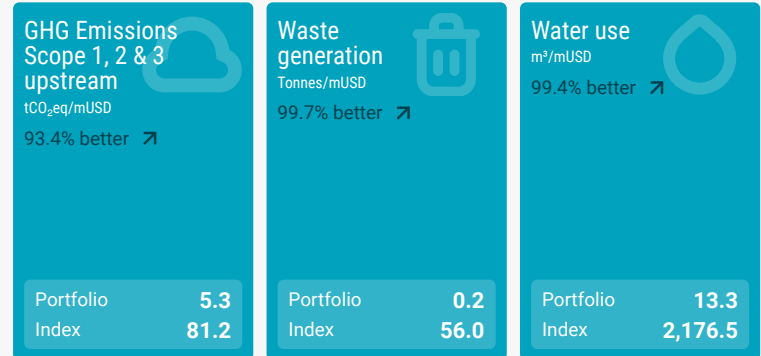 GHG Emissions
Scope 1, 2 & 3
upstream
tCO₂eq/mUSD
93.4% better
Portfolio 5.3
Index 81.2
Waste
generation
Tonnes/mUSD
99.7% better
Portfolio 0.2
Index 56.0
Water use
m³/mUSD
99.4% better
Portfolio 13.3
Index 2,176.5